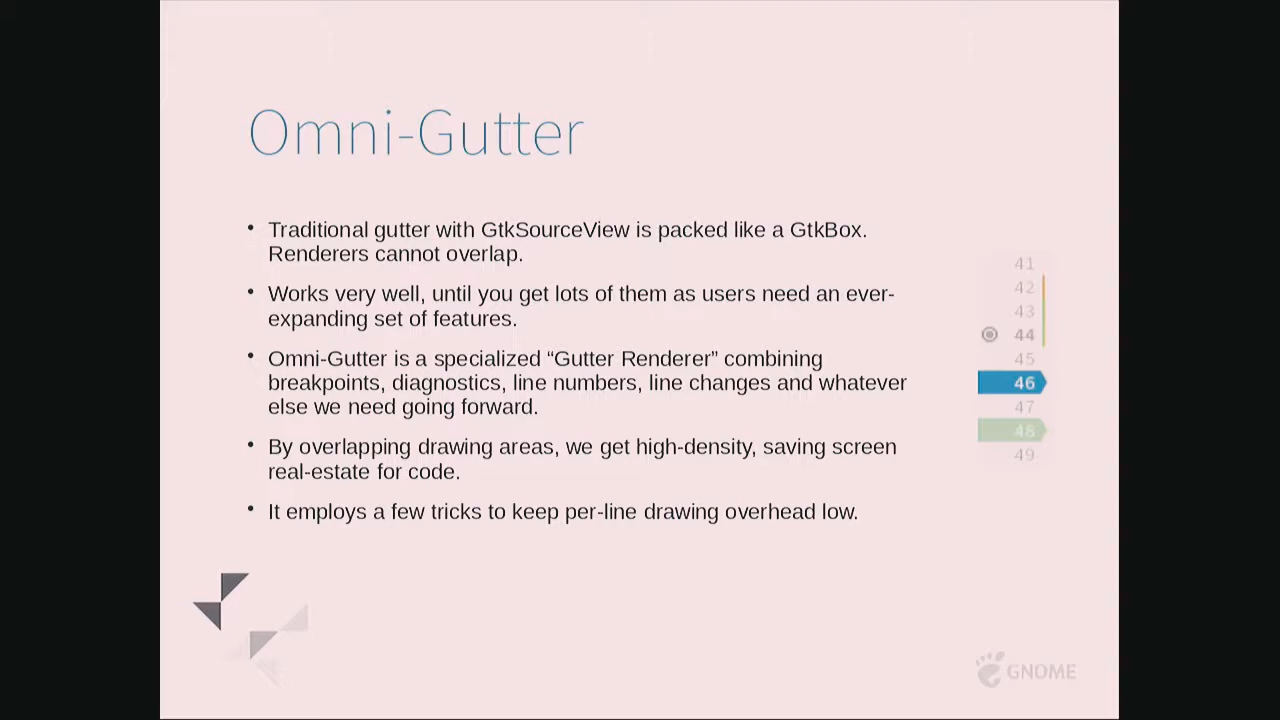 Omni-Gutter
• Traditional gutter with GtkSourceView is packed like a GtkBox.
Renderers cannot overlap.
• Works very well, until you get lots of them as users need an ever-
expanding set of features.
• Omni-Gutter is a specialized “Gutter Renderer” combining
breakpoints, diagnostics, line numbers, line changes and whatever
else we need going forward.
• By overlapping drawing areas, we get high-density, saving screen
real-estate for code.
• It employs a few tricks to keep per-line drawing overhead low.
41
42
43
44
45
46
47
48
49
GNOME